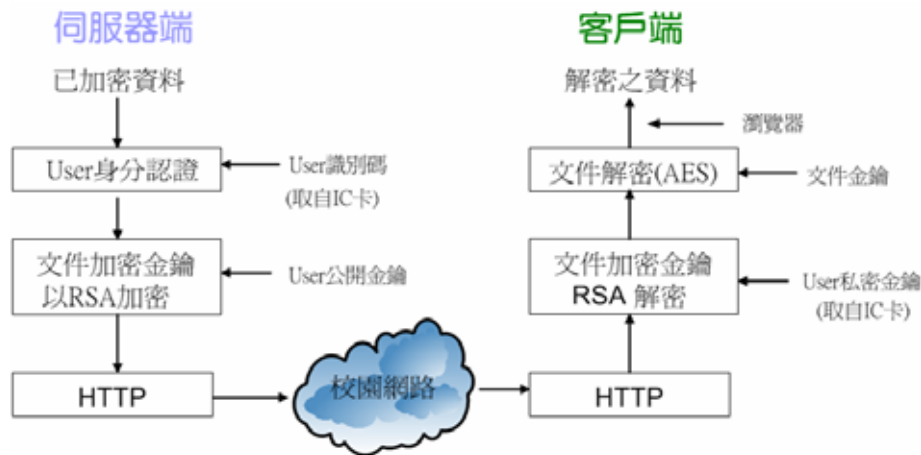 伺服器端
已加密資料
User身分認證
User識別碼
(取自IC卡)
文件加密金鑰
以RSA加密
User公開金鑰
HTTP
校園網路
客戶端
解密之資料
瀏覽器
文件解密(AES)
文件金鑰
文件加密金鑰
RSA 解密
User私密金鑰
(取自IC卡)
HTTP